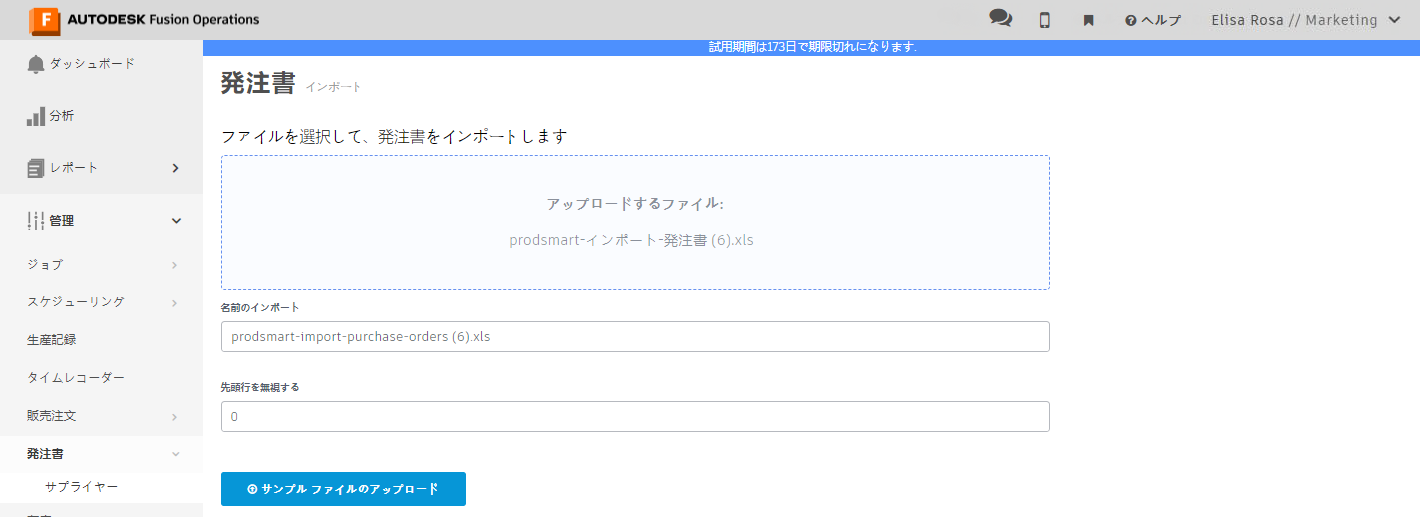 AUTODESK Fusion Operations
ヘルプ
Elisa Rosa // Marketing
試用期間は173日で期限切れになります.
ダッシュボード
分析
レポート
管理
ジョブ
スケジューリング
生産記録
タイムレコーダー
販売注文
発注書
サプライヤー
発注書 インポート
ファイルを選択して、発注書をインポートします
アップロードするファイル:
prodsmart-インポート-発注書 (6).xls
名前のインポート
prodsmart-import-purchase-orders (6).xls
先頭行を無視する
0
サンプル ファイルのアップロード